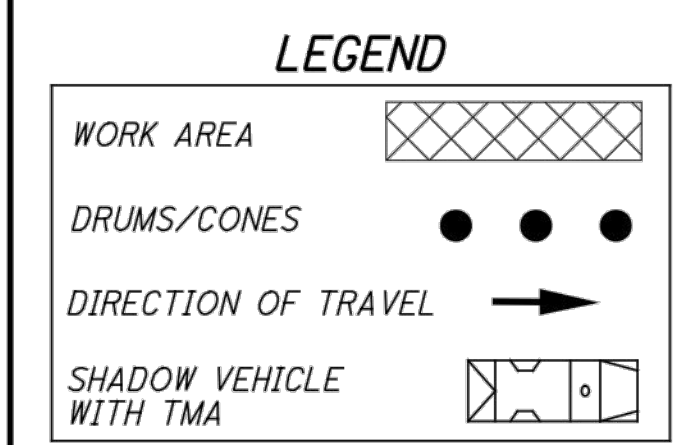 LEGEND
WORK AREA
DRUMS/CONES
DIRECTION OF TRAVEL
SHADOW VEHICLE
WITH TMA